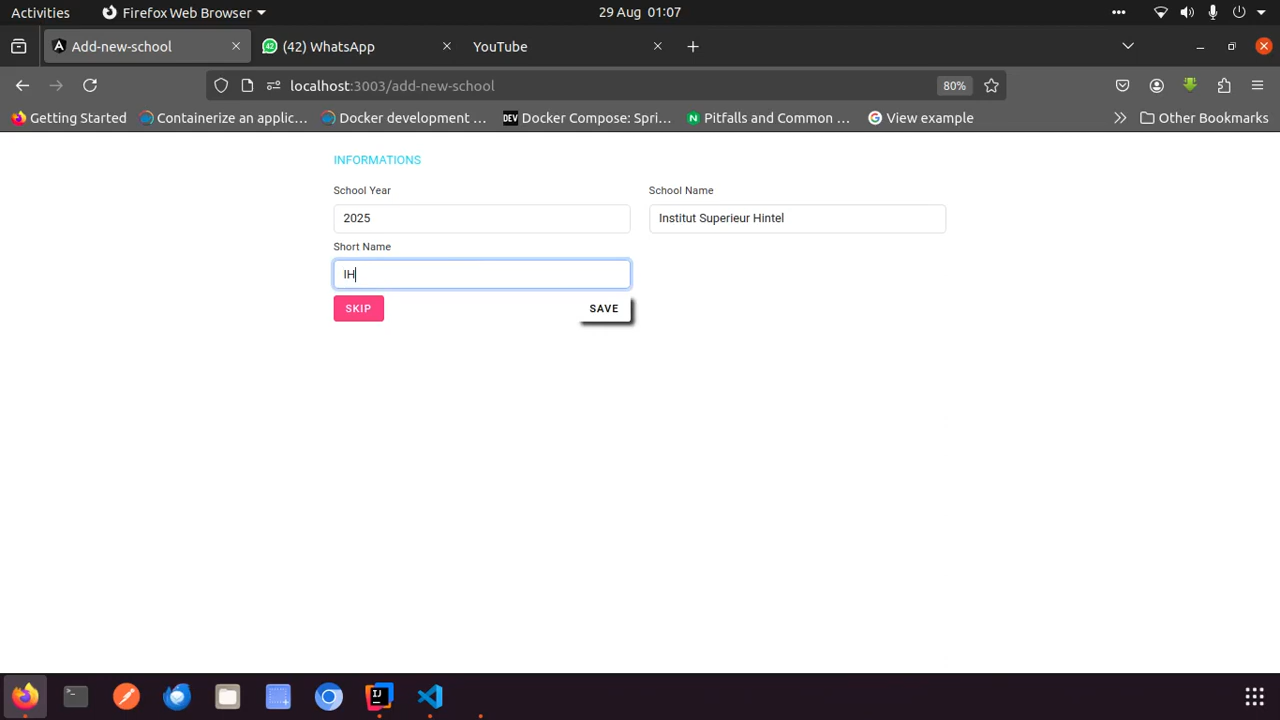 Activities Firefox Web Browser 29 Aug 01:07
Add-new-school (42) WhatsApp YouTube
localhost:3003/add-new-school 80%
Getting Started Containerize an applic... Docker development ... DEV Docker Compose: Spri... N Pitfalls and Common ... View example Other Bookmarks
INFORMATIONS
School Year School Name
2025 Institut Superieur Hintel
Short Name
IH
SKIP SAVE